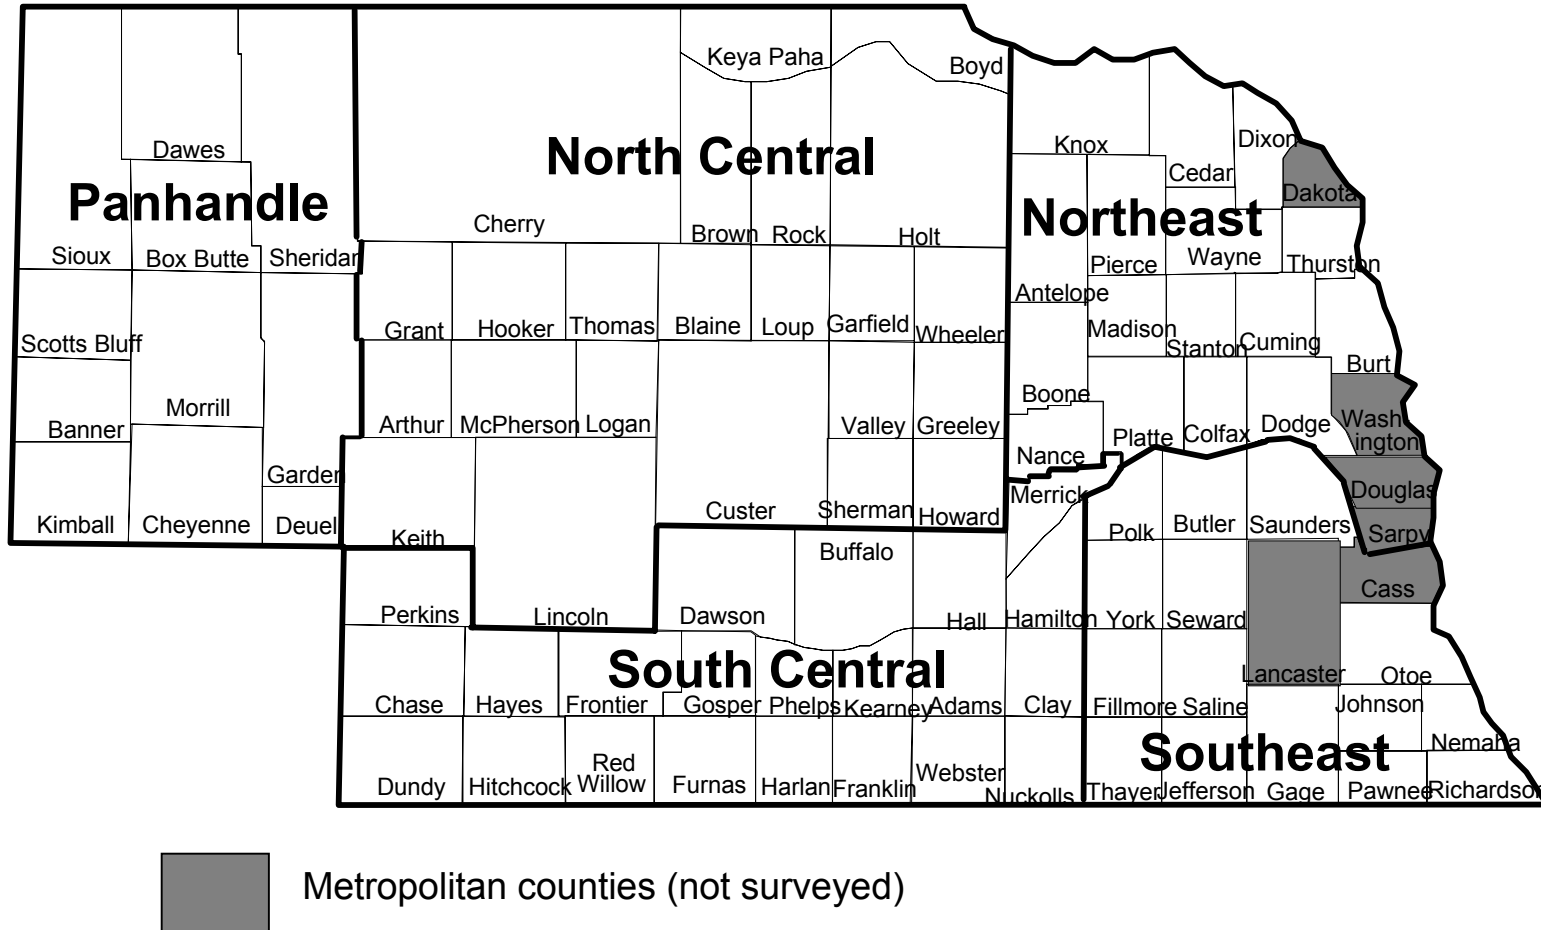 Keya Paha
Boyd
Knox
Dixon
Dawes
North Central
Cedar
Dakota
Panhandle
Northeast
Cherry
Brown
Rock
Holt
Sioux
Box Butte
Sheridan
Pierce
Wayne
Thurston
Antelope
Grant
Hooker
Thomas
Blaine
Loup
Garfield
Wheeler
Madison
Stanton
Cuming
Scotts Bluff
Burt
Morrill
Boone
Banner
Arthur
McPherson
Logan
Valley
Greeley
Platte
Colfax
Dodge
Wash
ington
Nance
Garden
Merrick
Douglas
Kimball
Cheyenne
Deuel
Keith
Custer
Sherman
Howard
Polk
Butler
Saunders
Sarpy
Buffalo
Cass
Perkins
Lincoln
Dawson
Hall
Hamilton
York
Seward
South Central
Lancaster
Otoe
Chase
Hayes
Frontier
Gosper
Phelps
Kearney
Adams
Clay
Fillmore
Saline
Johnson
Southeast
Nemaha
Dundy
Hitchcock
Red
Willow
Furnas
Harlan
Franklin
Webster
Nuckolls
Thayer
Jefferson
Gage
Pawnee
Richardson
Metropolitan counties (not surveyed)